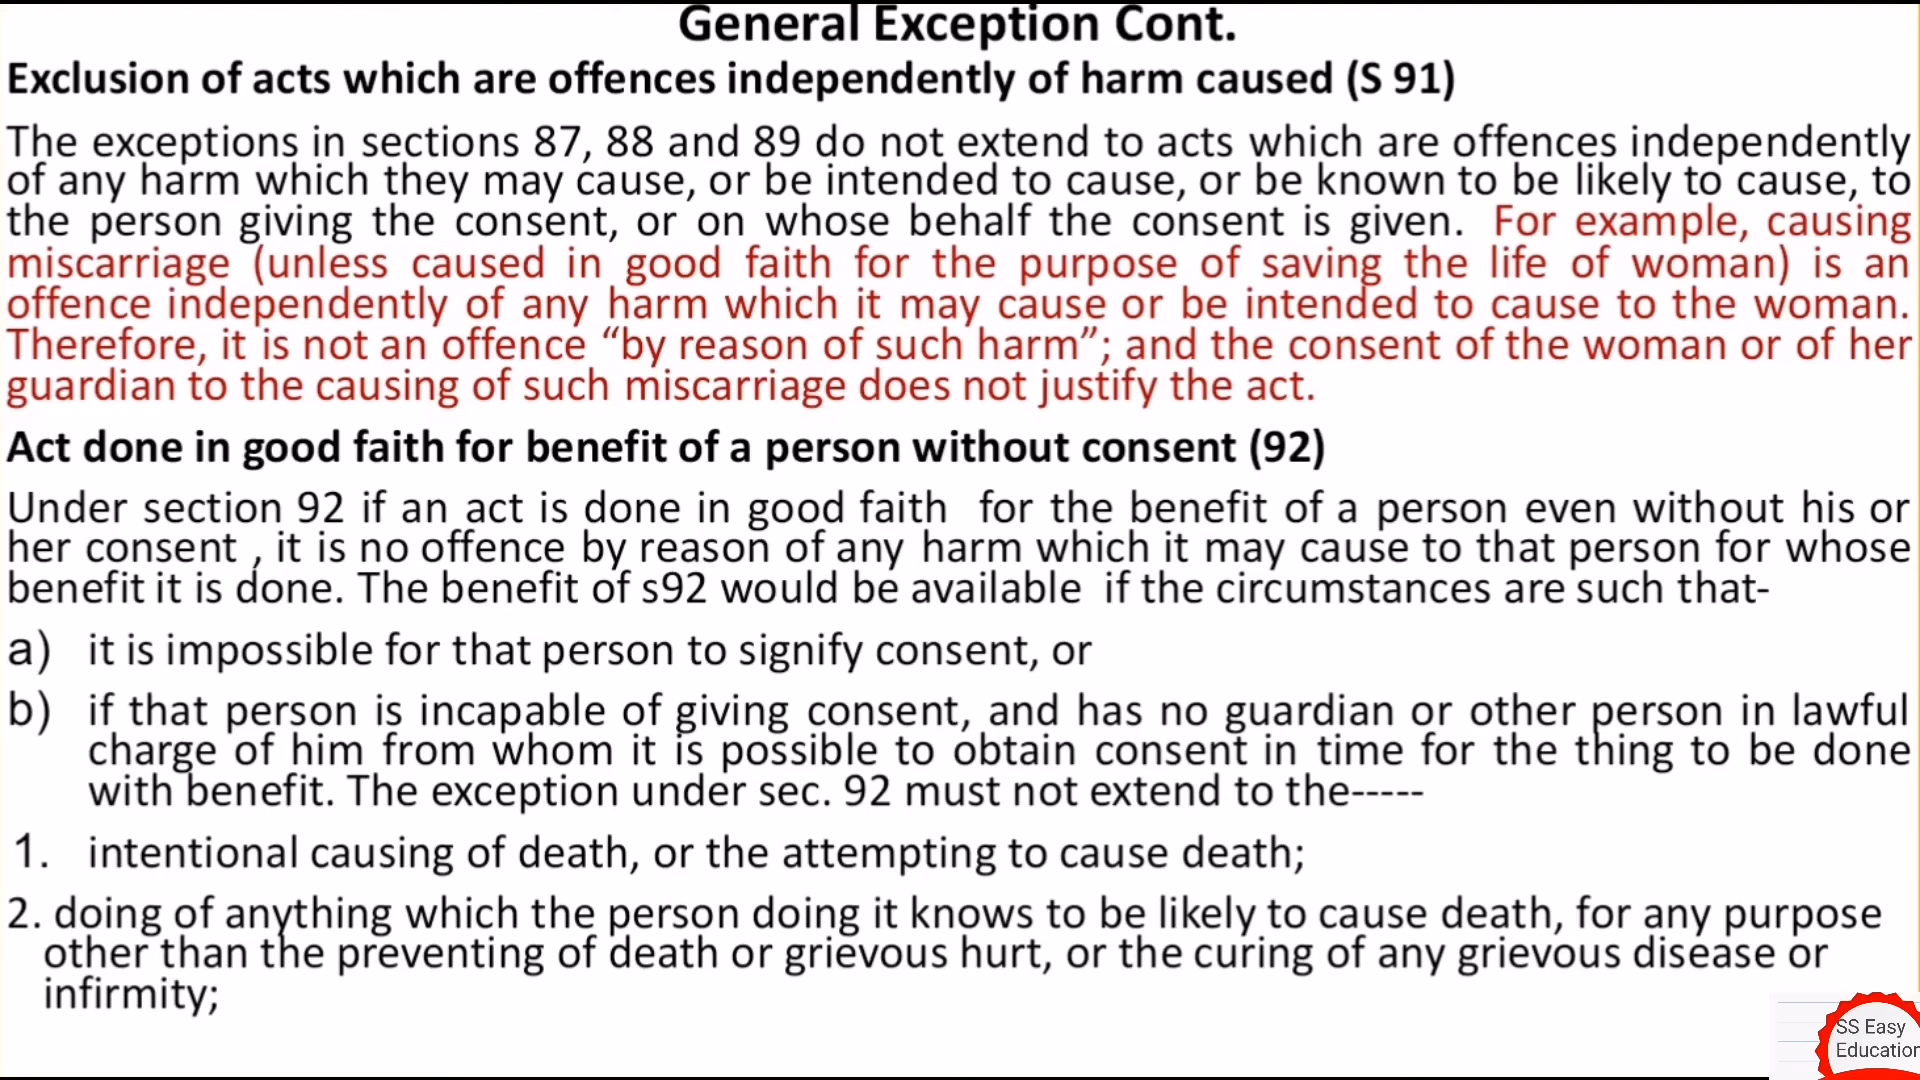 General Exception Cont.
Exclusion of acts which are offences independently of harm caused (S 91)
The exceptions in sections 87, 88 and 89 do not extend to acts which are offences independently
of any harm which they may cause, or be intended to cause, or be known to be likely to cause, to
the person giving the consent, or on whose behalf the consent is given. For example, causing
miscarriage (unless caused in good faith for the purpose of saving the life of woman) is an
offence independently of any harm which it may cause or be intended to cause to the woman.
Therefore, it is not an offence “by reason of such harm”; and the consent of the woman or of her
guardian to the causing of such miscarriage does not justify the act.
Act done in good faith for benefit of a person without consent (92)
Under section 92 if an act is done in good faith for the benefit of a person even without his or
her consent , it is no offence by reason of any harm which it may cause to that person for whose
benefit it is done. The benefit of s92 would be available if the circumstances are such that-
a) it is impossible for that person to signify consent, or
b) if that person is incapable of giving consent, and has no guardian or other person in lawful
charge of him from whom it is possible to obtain consent in time for the thing to be done
with benefit. The exception under sec. 92 must not extend to the-----
1. intentional causing of death, or the attempting to cause death;
2. doing of anything which the person doing it knows to be likely to cause death, for any purpose
other than the preventing of death or grievous hurt, or the curing of any grievous disease or
infirmity;
SS Easy
Education